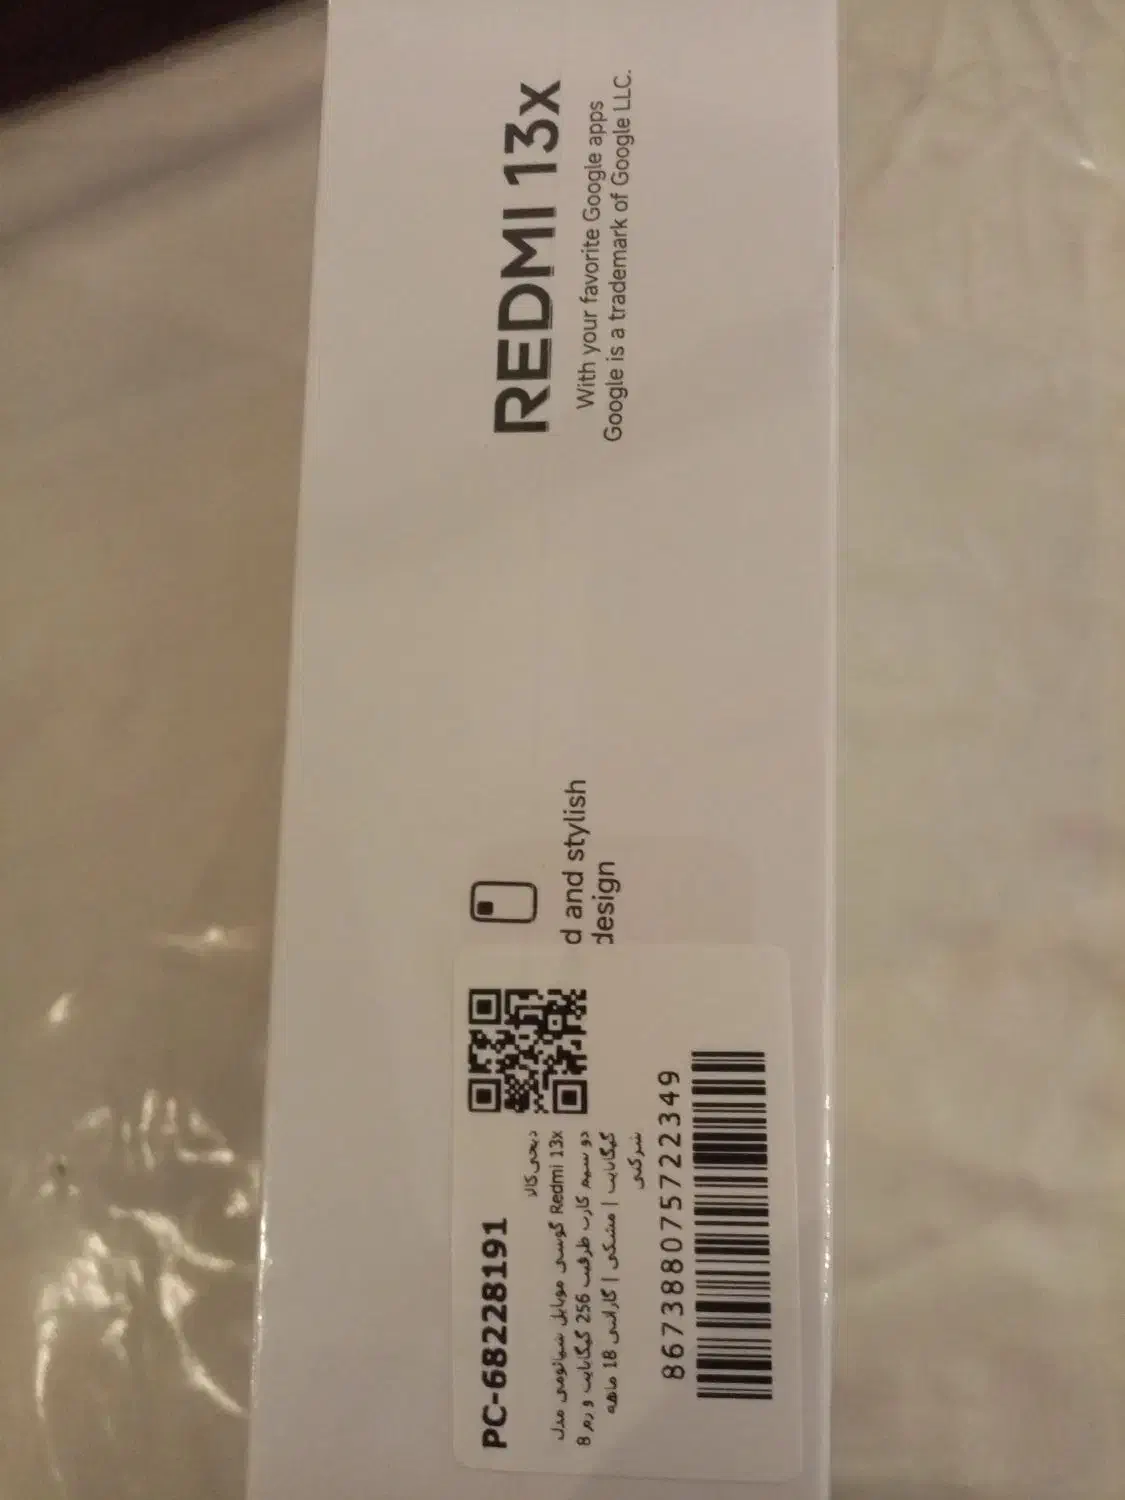 REDMI 13x
With your favorite Google apps
Google is a trademark of Google LLC.
d and stylish
design
PC-68228191
دیجی‌کالا
گوشی موبایل شیائومی مدل Redmi 13x
دو سیم کارت ظرفیت 256 گیگابایت و رم 8
گیگابایت | مشکی | گارانتی 18 ماهه
شرکتی
867388075722349